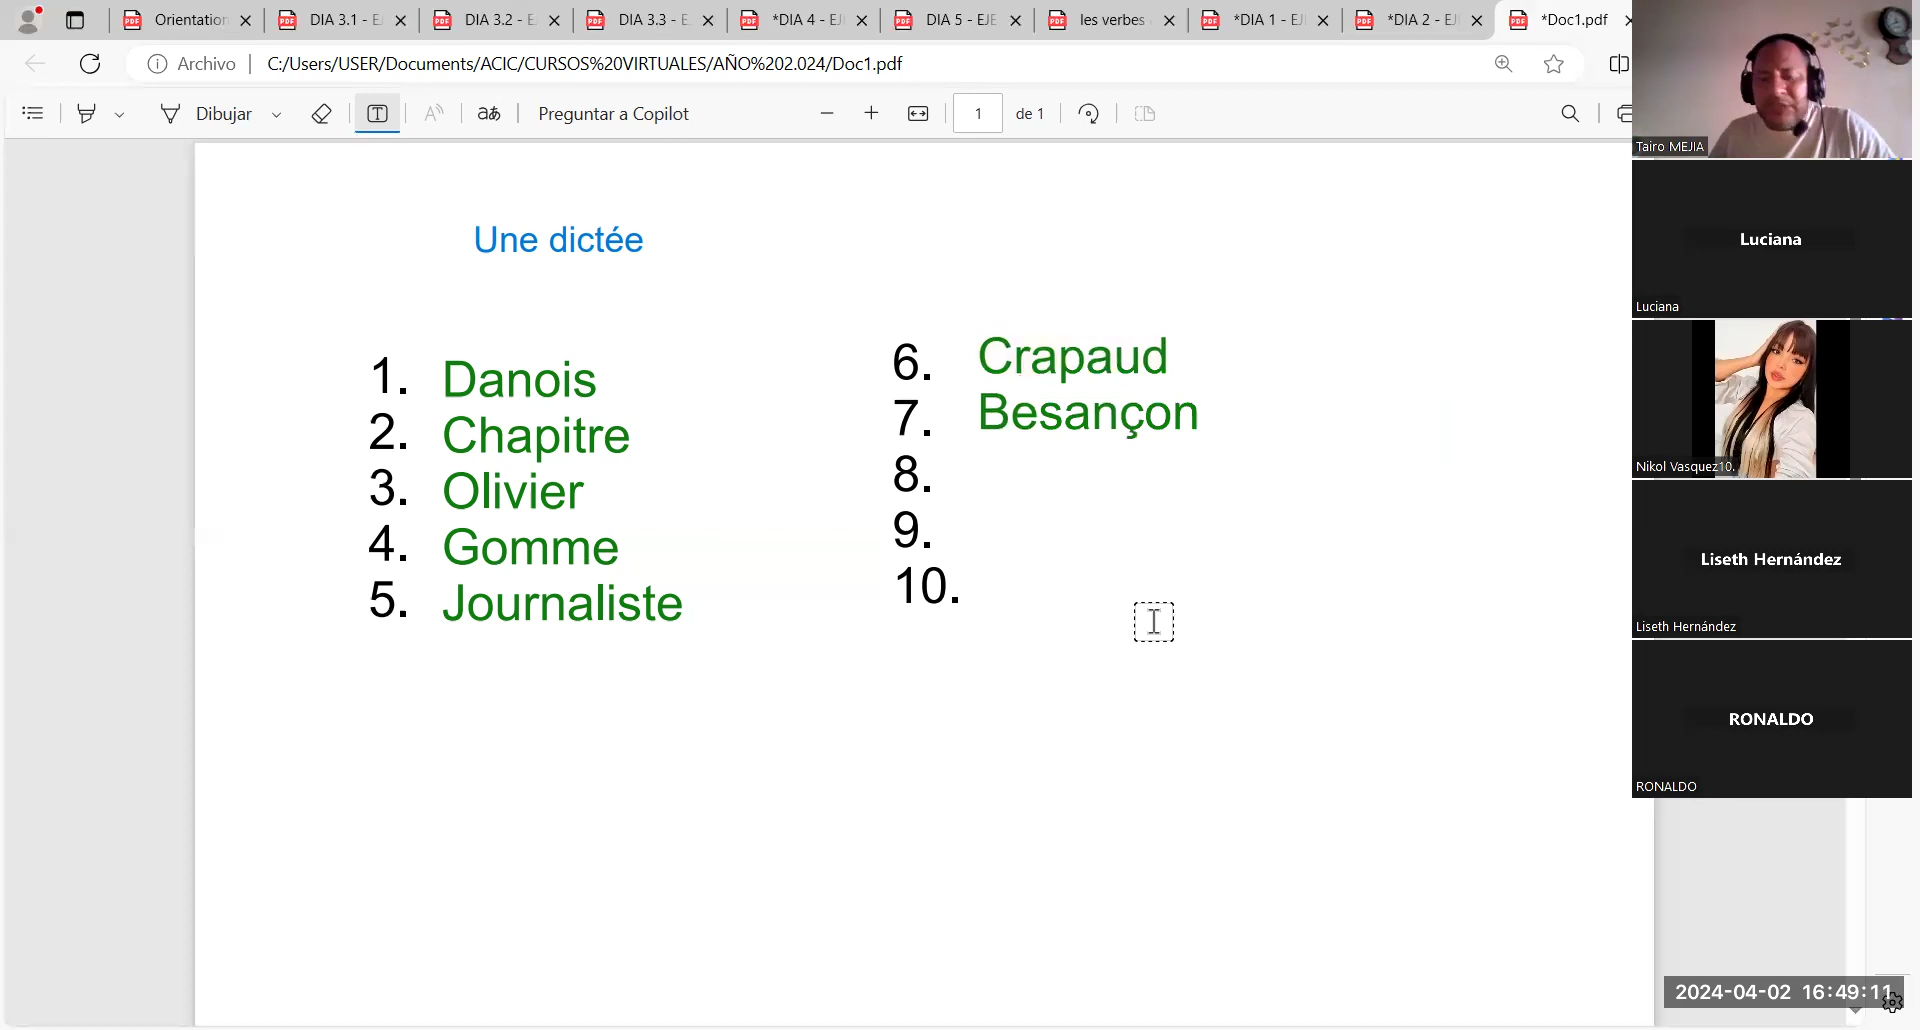 Orientation
DIA 3.1 - E
DIA 3.2 - E
DIA 3.3 - E
*DIA 4 - EJ
DIA 5 - EJE
les verbes
*DIA 1 - EJ
*DIA 2 - EJ
*Doc1.pdf
Archivo
C:/Users/USER/Documents/ACIC/CURSOS%20VIRTUALES/AÑO%202.024/Doc1.pdf
Dibujar
Preguntar a Copilot
1
de 1
Une dictée
1. Danois
2. Chapitre
3. Olivier
4. Gomme
5. Journaliste
6. Crapaud
7. Besançon
8.
9.
10.
Tairo MEJIA
Luciana
Luciana
Nikol Vasquez10.
Liseth Hernández
Liseth Hernández
RONALDO
RONALDO
2024-04-02 16:49:11